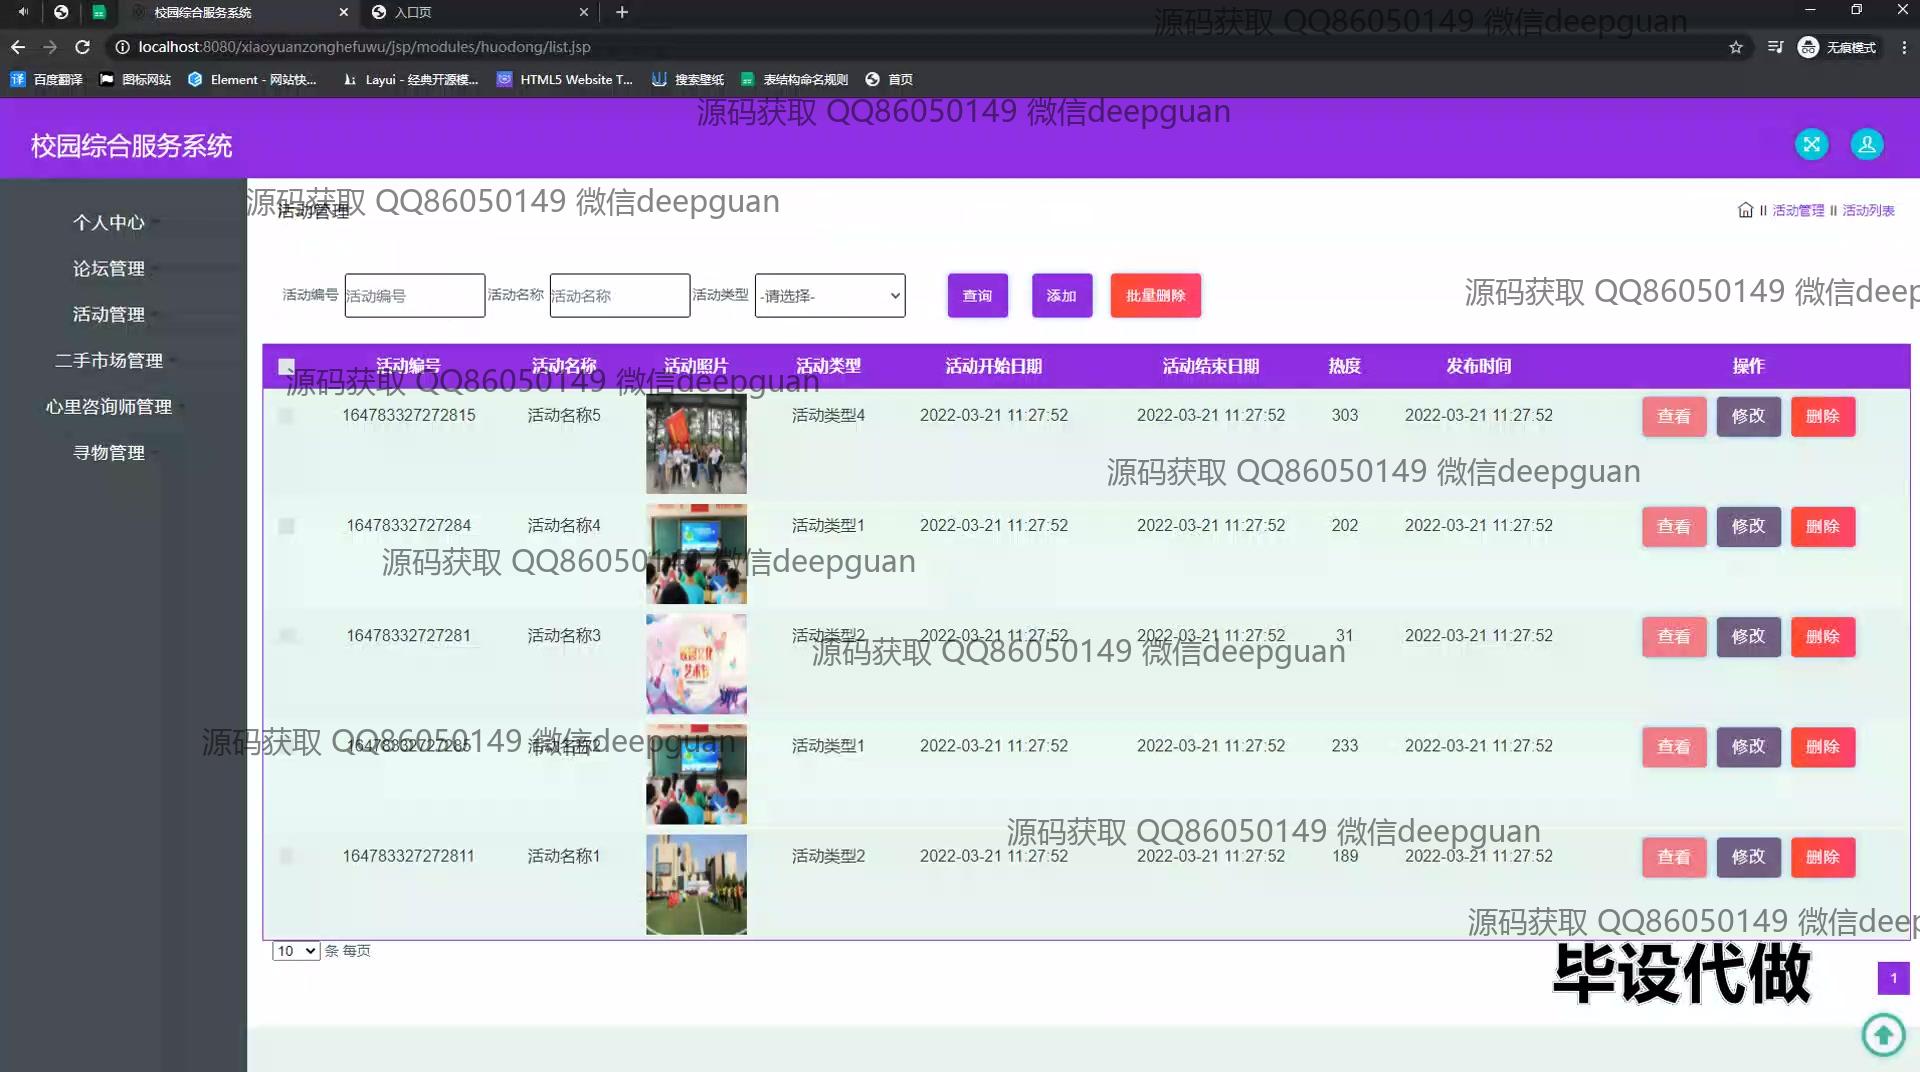 校园综合服务系统
入口页
localhost:8080/xiaoyuanzonghefuwu/jsp/modules/huodong/list.jsp
无痕模式
百度翻译
图标网站
Element - 网站快...
Layui - 经典开源模...
HTML5 Website T...
搜索壁纸
表结构命名规则
首页
源码获取 QQ86050149 微信deepguan
源码获取 QQ86050149 微信deepguan
校园综合服务系统
个人中心
论坛管理
活动管理
二手市场管理
心里咨询师管理
寻物管理
源码获取 QQ86050149 微信deepguan
活动管理
II 活动管理 II 活动列表
活动编号 活动编号 活动名称 活动名称 活动类型 -请选择- 查询 添加 批量删除
源码获取 QQ86050149 微信deep
活动编号 活动名称 活动照片 活动类型 活动开始日期 活动结束日期 热度 发布时间 操作
源码获取 QQ86050149 微信deepguan
164783327272815 活动名称5 活动类型4 2022-03-21 11:27:52 2022-03-21 11:27:52 303 2022-03-21 11:27:52 查看 修改 删除
源码获取 QQ86050149 微信deepguan
16478332727284 活动名称4 活动类型1 2022-03-21 11:27:52 2022-03-21 11:27:52 202 2022-03-21 11:27:52 查看 修改 删除
源码获取 QQ86050149 微信deepguan
16478332727281 活动名称3 活动类型2 2022-03-21 11:27:52 2022-03-21 11:27:52 31 2022-03-21 11:27:52 查看 修改 删除
源码获取 QQ86050149 微信deepguan
艺术节
源码获取 QQ86050149 微信deepguan
16478332727285 活动名称2 活动类型1 2022-03-21 11:27:52 2022-03-21 11:27:52 233 2022-03-21 11:27:52 查看 修改 删除
源码获取 QQ86050149 微信deepguan
164783327272811 活动名称1 活动类型2 2022-03-21 11:27:52 2022-03-21 11:27:52 189 2022-03-21 11:27:52 查看 修改 删除
源码获取 QQ86050149 微信deep
10 条 每页
毕设代做
1